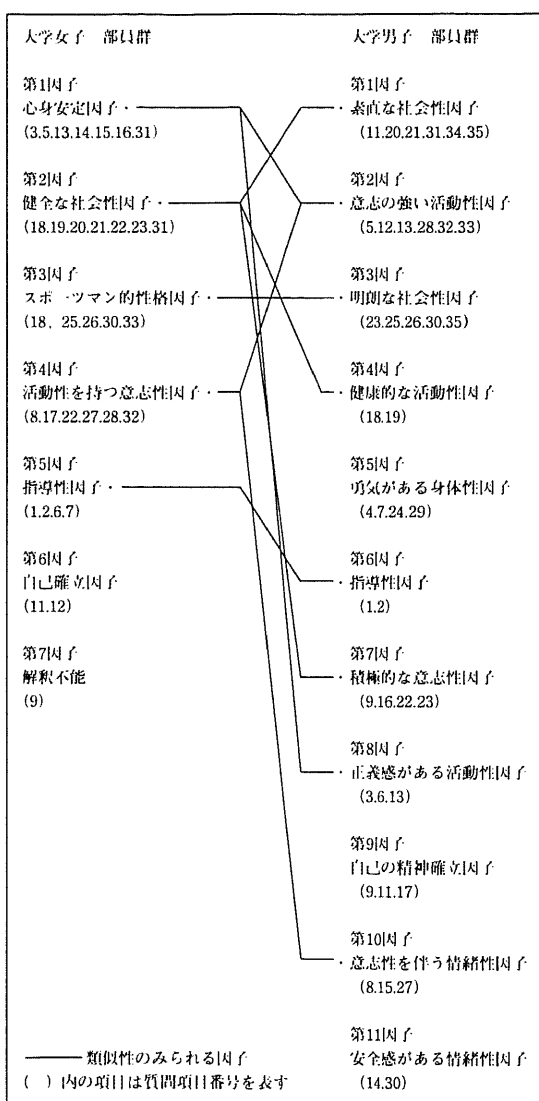 大学女子 部員群
第1因子
心身安定因子・
(3.5.13.14.15.16.31)
第2因子
健全な社会性因子・
(18.19.20.21.22.23.31)
第3因子
スポーツマン的性格因子・
(18, 25.26.30.33)
第4因子
活動性を持つ意志性因子・
(8.17.22.27.28.32)
第5因子
指導性因子・
(1.2.6.7)
第6因子
自己確立因子
(11.12)
第7因子
解釈不能
(9)
―――類似性のみられる因子
( )内の項目は質問項目番号を表す
大学男子 部員群
第1因子
・素直な社会性因子
(11.20.21.31.34.35)
第2因子
・意志の強い活動性因子
(5.12.13.28.32.33)
第3因子
・明朗な社会性因子
(23.25.26.30.35)
第4因子
・健康的な活動性因子
(18.19)
第5因子
勇気がある身体性因子
(4.7.24.29)
第6因子
・指導性因子
(1.2)
第7因子
・積極的な意志性因子
(9.16.22.23)
第8因子
・正義感がある活動性因子
(3.6.13)
第9因子
自己の精神確立因子
(9.11.17)
第10因子
・意志性を伴う情緒性因子
(8.15.27)
第11因子
安全感がある情緒性因子
(14.30)